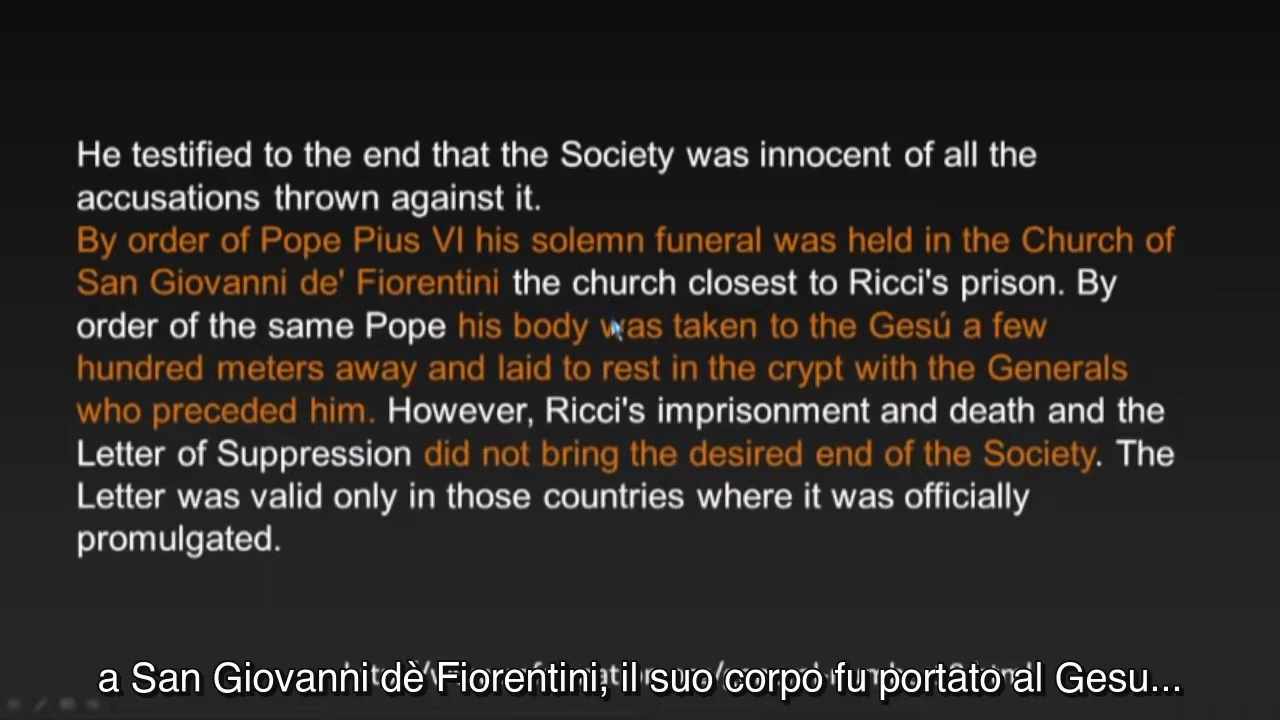 He testified to the end that the Society was innocent of all the
accusations thrown against it.
By order of Pope Pius VI his solemn funeral was held in the Church of
San Giovanni de' Fiorentini the church closest to Ricci's prison. By
order of the same Pope his body was taken to the Gesú a few
hundred meters away and laid to rest in the crypt with the Generals
who preceded him. However, Ricci's imprisonment and death and the
Letter of Suppression did not bring the desired end of the Society. The
Letter was valid only in those countries where it was officially
promulgated.
a San Giovanni dè Fiorentini, il suo corpo fu portato al Gesu...